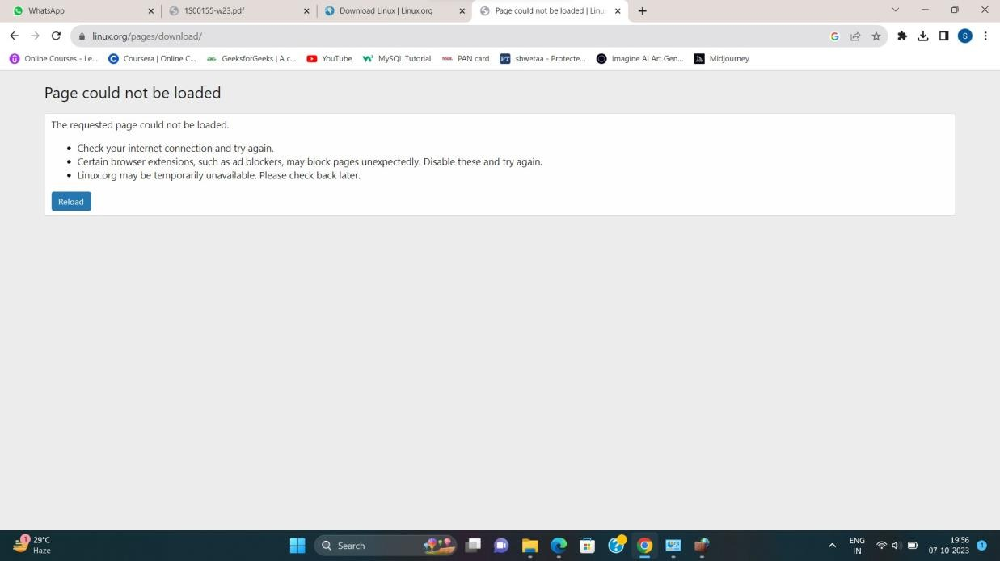 WhatsApp
1S00155-w23.pdf
Download Linux | Linux.org
Page could not be loaded | Linu
linux.org/pages/download/
S
Online Courses - Le...
Coursera | Online C...
GeeksforGeeks | A c...
YouTube
MySQL Tutorial
PAN card
PT
shwetaa - Protecte...
Imagine AI Art Gen...
Midjourney
Page could not be loaded
The requested page could not be loaded.
Check your internet connection and try again.
Certain browser extensions, such as ad blockers, may block pages unexpectedly. Disable these and try again.
Linux.org may be temporarily unavailable. Please check back later.
Reload
1
29°C
Haze
Search
ENG
IN
19:56
07-10-2023
1